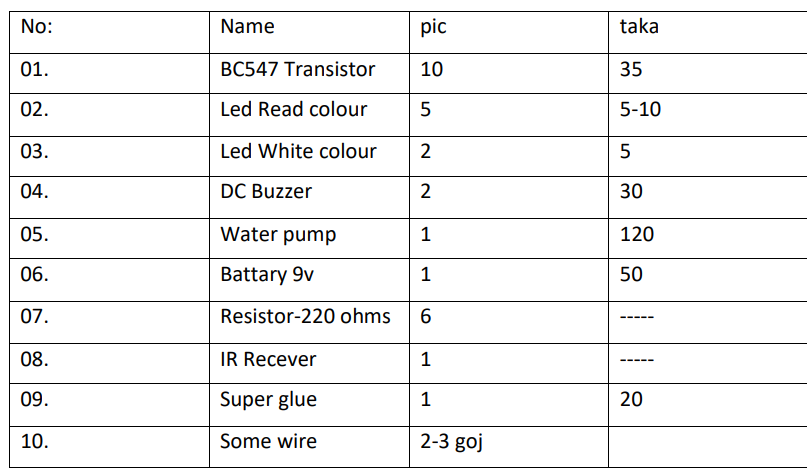 No: Name pic taka
01. BC547 Transistor 10 35
02. Led Read colour 5 5-10
03. Led White colour 2 5
04. DC Buzzer 2 30
05. Water pump 1 120
06. Battary 9v 1 50
07. Resistor-220 ohms 6 -----
08. IR Recever 1 -----
09. Super glue 1 20
10. Some wire 2-3 goj